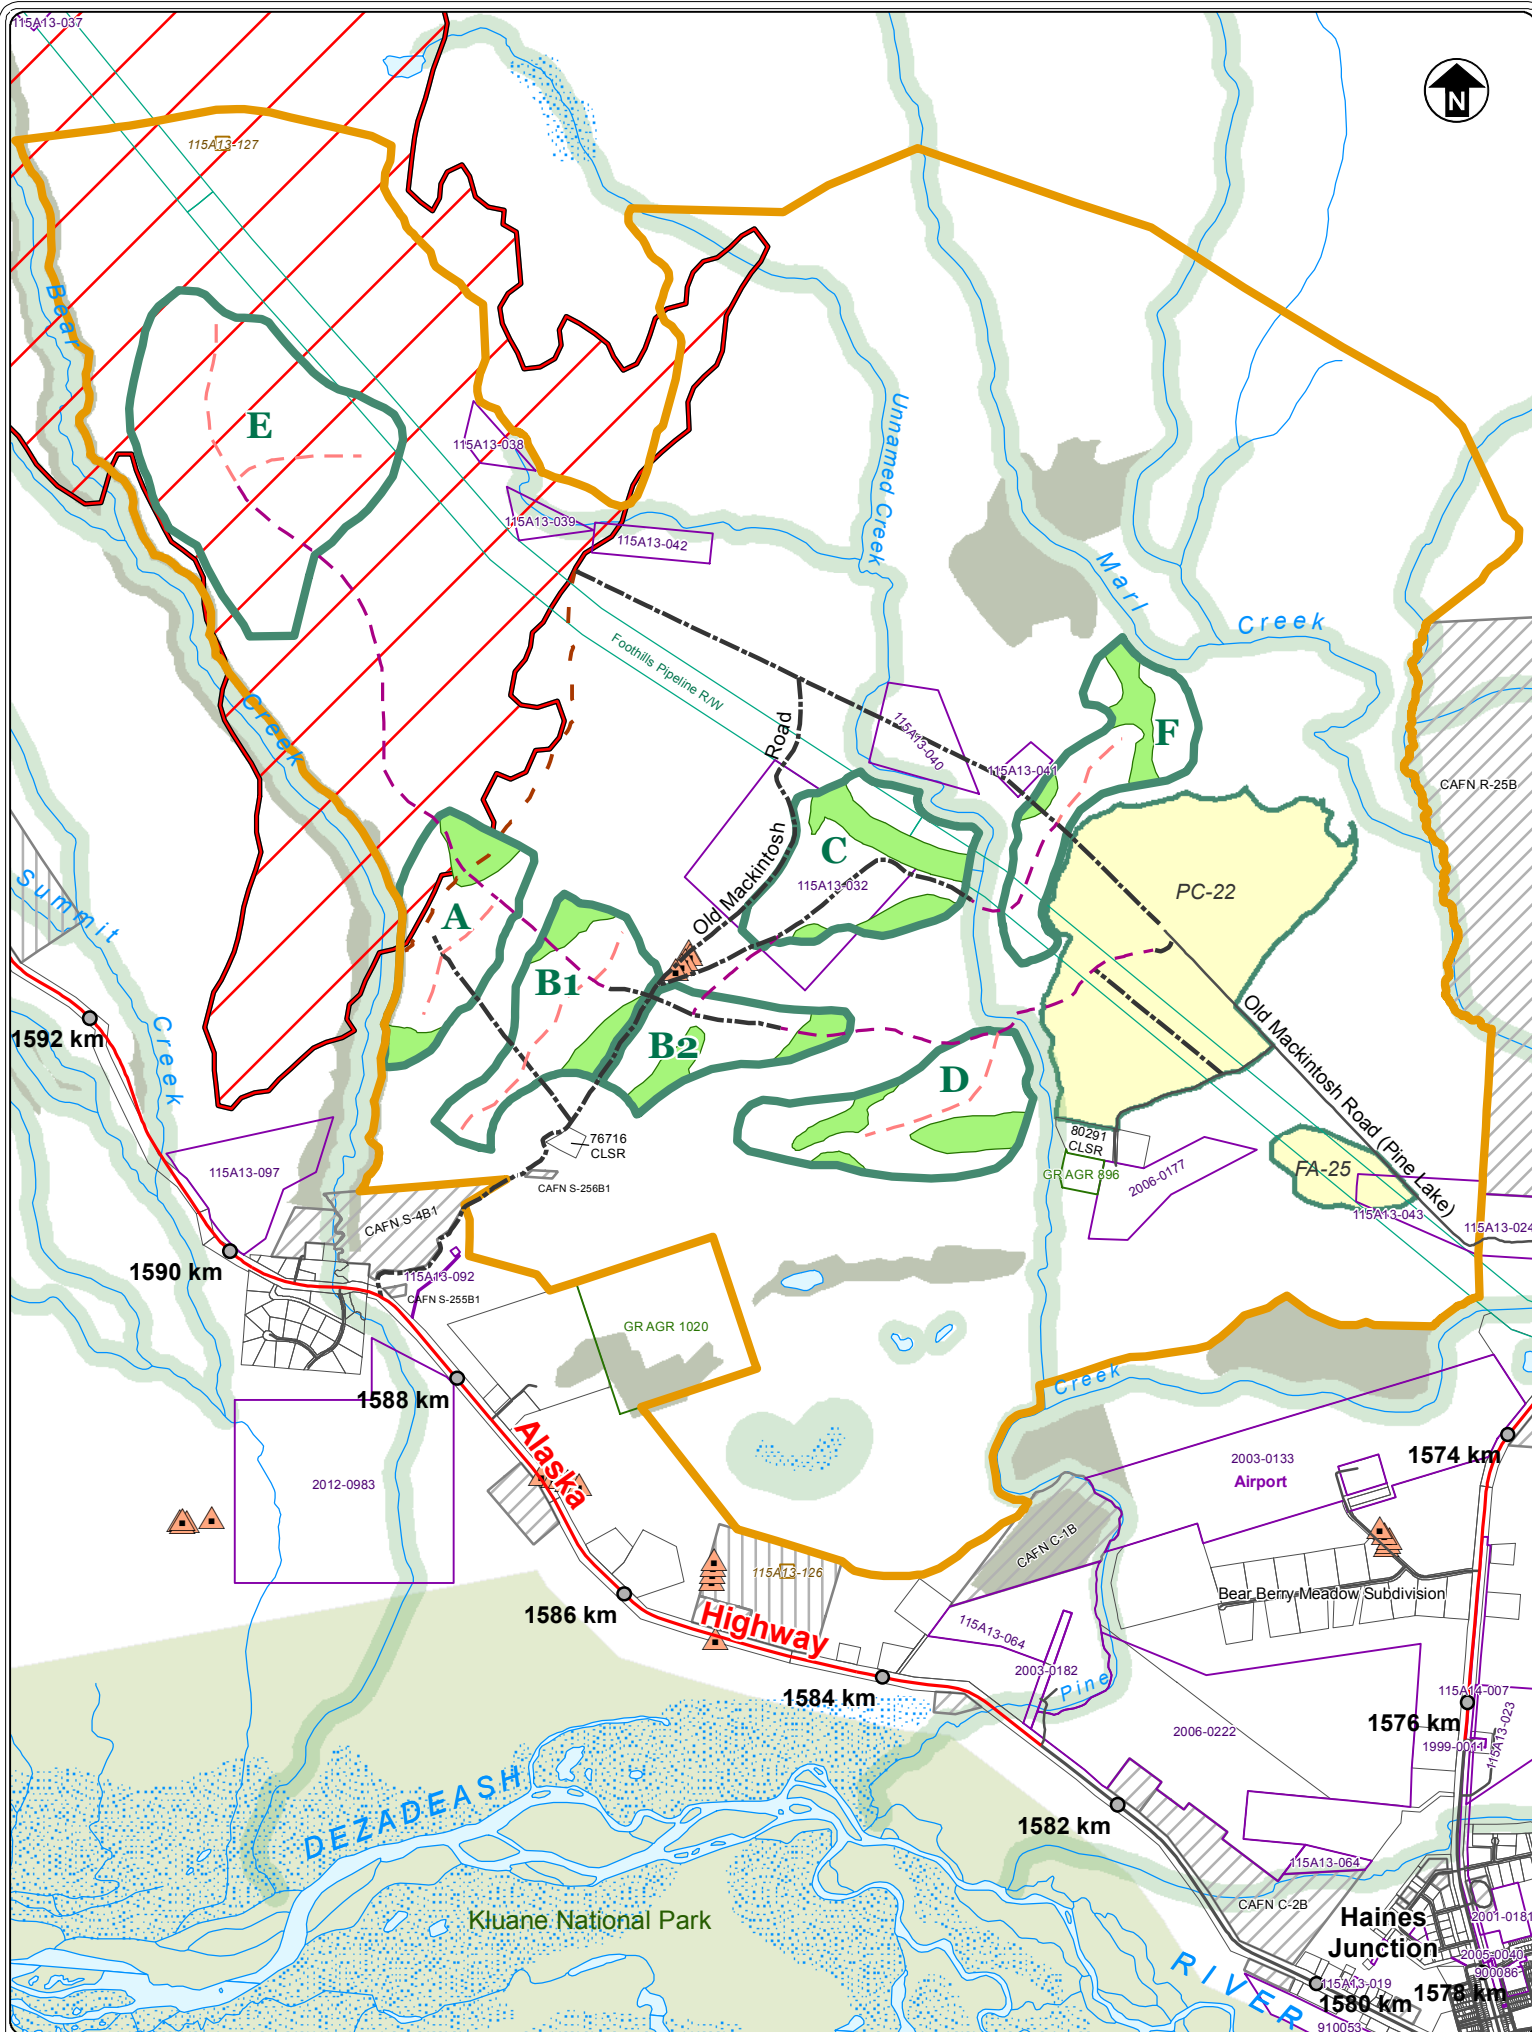 115A13-037
N
115A13-127
Bear
E
115A13-038
115A13-039
115A13-042
Unnamed Creek
Marl
Creek
Foothills Pipeline R/W
Creek
115A13-040
Road
F
115A13-041
CAFN R-25B
Old Mackintosh
C
115A13-032
PC-22
Summit
A
B1
Old Mackintosh Road (Pine Lake)
1592 km
Creek
B2
D
80291
CLSR
76716
CLSR
115A13-097
GR AGR 896
2006-0177
FA-25
CAFN S-256B1
115A13-043
115A13-024
CAFN S-4B1
1590 km
115A13-092
CAFN S-255B1
GR AGR 1020
Creek
1588 km
Alaska
2012-0983
2003-0133
Airport
1574 km
CAFN C-1B
115A13-126
1586 km
Highway
Bear Berry Meadow Subdivision
115A13-064
2003-0182
Pine
1584 km
115A14-007
1576 km
2006-0222
1999-0011
115A13-023
DEZADEASH
1582 km
115A13-064
CAFN C-2B
Kluane National Park
Haines
Junction
2001-0181
2005-0040
900086
RIVER
115A13-019
1580 km
1578 km
910053